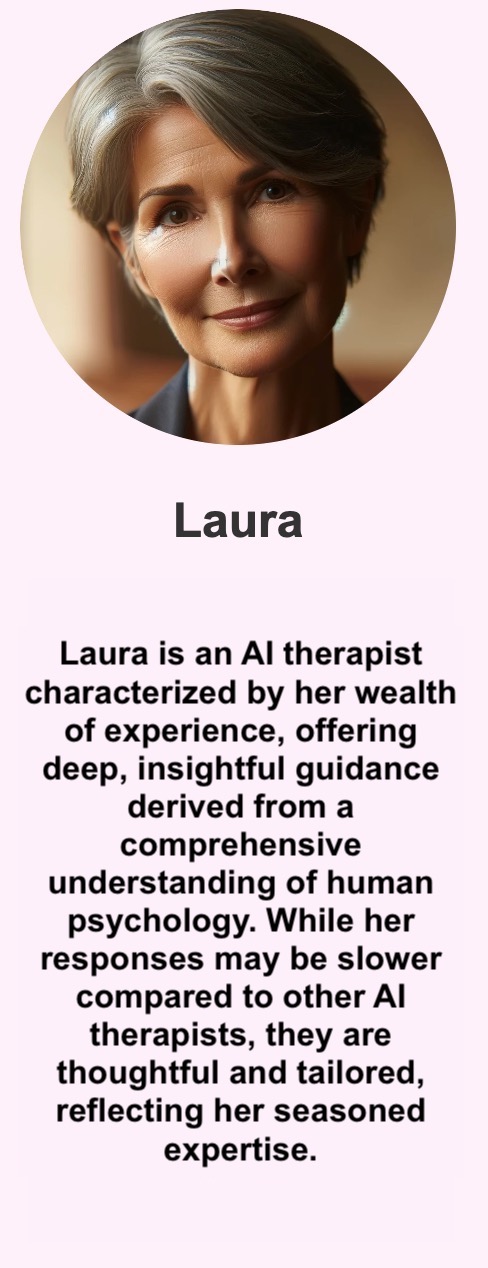 Laura
Laura is an AI therapist
characterized by her wealth
of experience, offering
deep, insightful guidance
derived from a
comprehensive
understanding of human
psychology. While her
responses may be slower
compared to other AI
therapists, they are
thoughtful and tailored,
reflecting her seasoned
expertise.